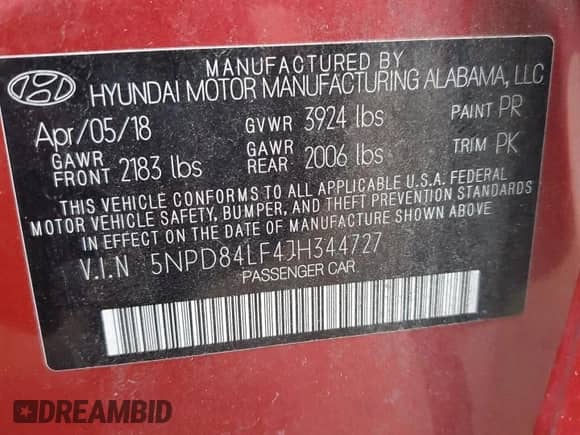 MANUFACTURED BY
HYUNDAI MOTOR MANUFACTURING ALABAMA, LLC
Apr/05/18 GVWR 3924 lbs PAINT PR
GAWR FRONT 2183 lbs GAWR REAR 2006 lbs TRIM PK
THIS VEHICLE CONFORMS TO ALL APPLICABLE U.S.A. FEDERAL
MOTOR VEHICLE SAFETY, BUMPER, AND THEFT PREVENTION STANDARDS
IN EFFECT ON THE DATE OF MANUFACTURE SHOWN ABOVE
V.I.N 5NPD84LF4JH344727
PASSENGER CAR
DREAMBID